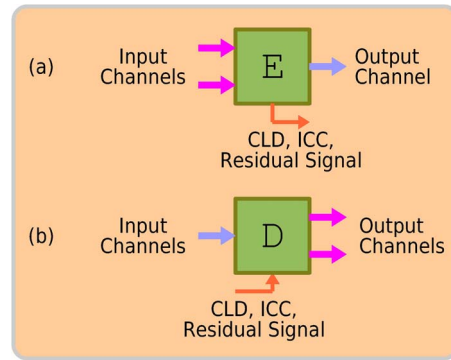 (a)
Input
Channels
E
Output
Channel
CLD, ICC,
Residual Signal
(b)
Input
Channels
D
Output
Channels
CLD, ICC,
Residual Signal